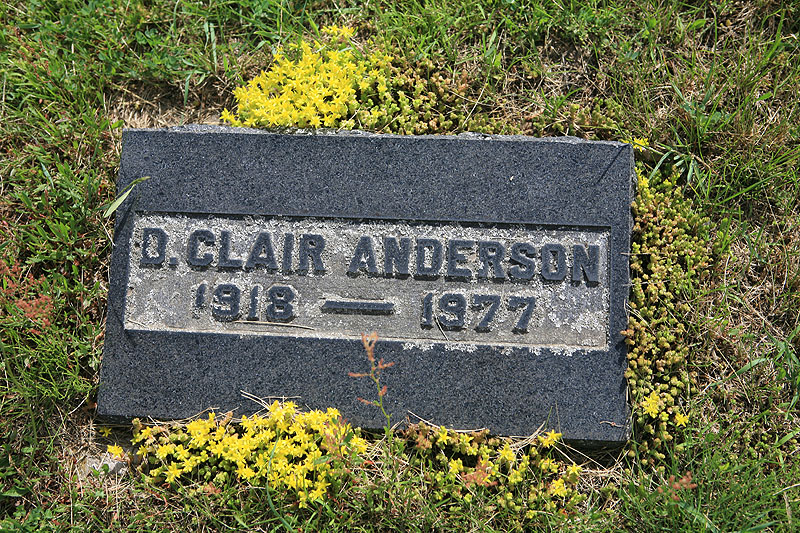 D. CLAIR ANDERSON
1918 — 1977